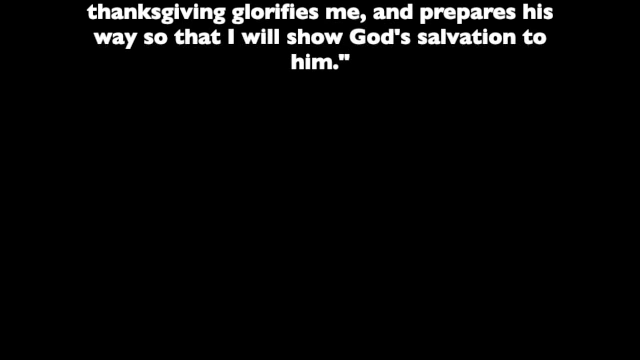 thanksgiving glorifies me, and prepares his
way so that I will show God's salvation to
him."